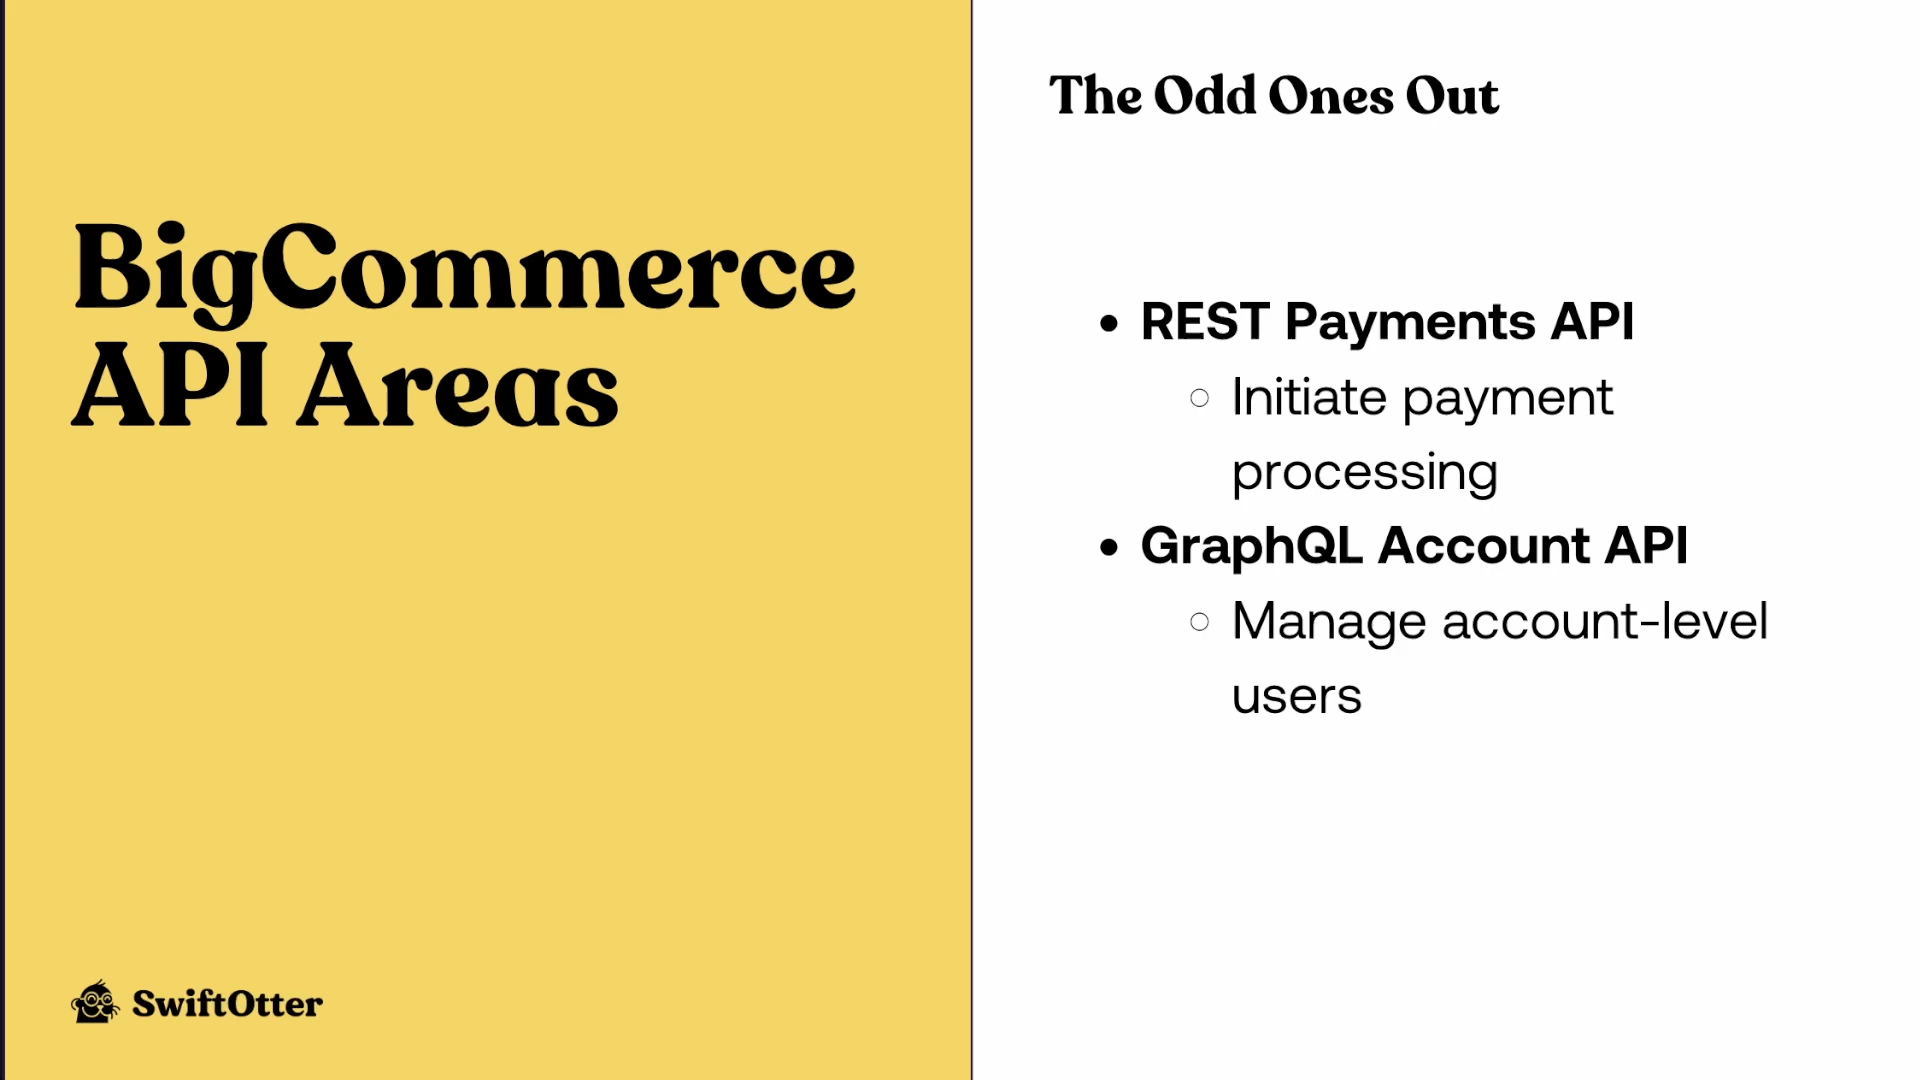 BigCommerce
API Areas
SwiftOtter
The Odd Ones Out
• REST Payments API
○ Initiate payment
processing
• GraphQL Account API
○ Manage account-level
users